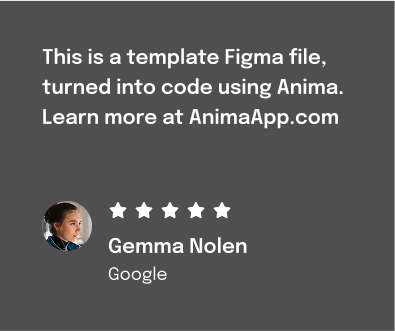 This is a template Figma file,
turned into code using Anima.
Learn more at AnimaApp.com
Gemma Nolen
Google